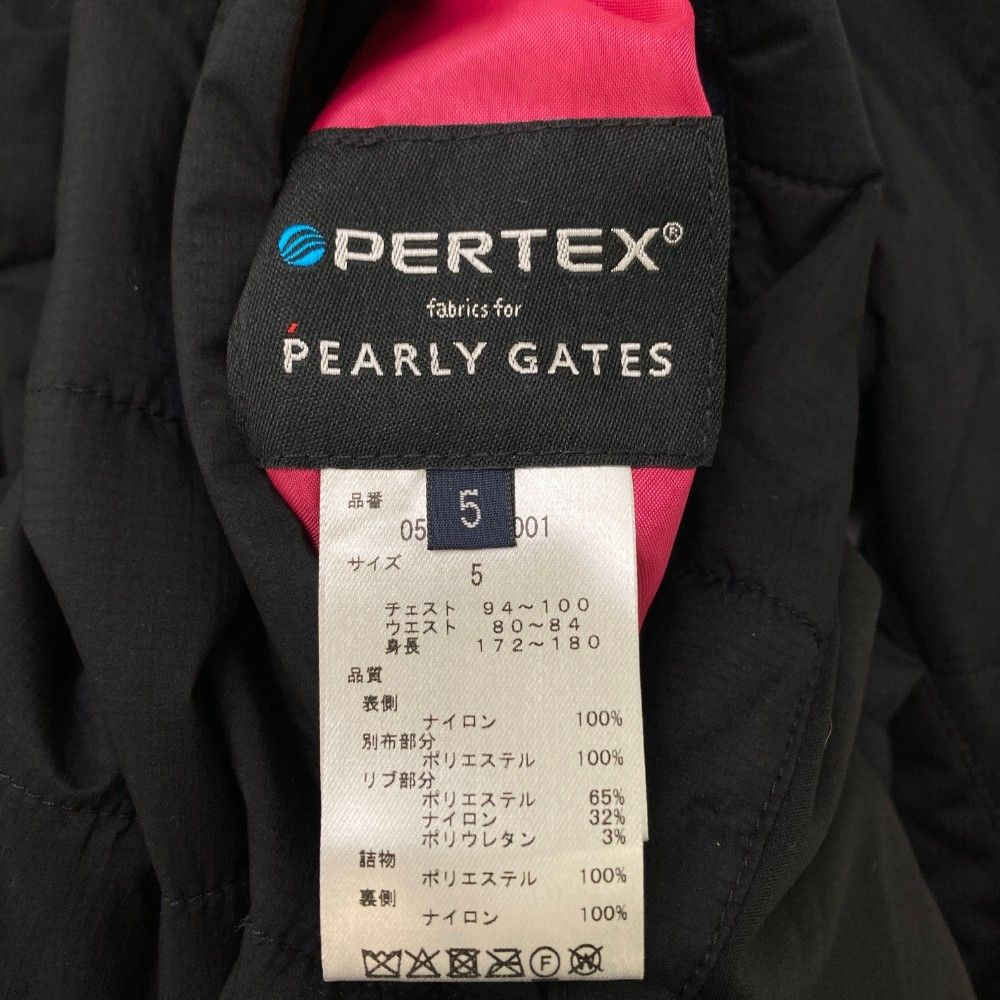 PERTEX®
fabrics for
PEARLY GATES
5
品番
05 001
サイズ
5
チェスト 94～100
ウエスト 80～84
身長 172～180
品質
表側
ナイロン 100%
別布部分
ポリエステル 100%
リブ部分
ポリエステル 65%
ナイロン 32%
ポリウレタン 3%
詰物
ポリエステル 100%
裏側
ナイロン 100%
F W